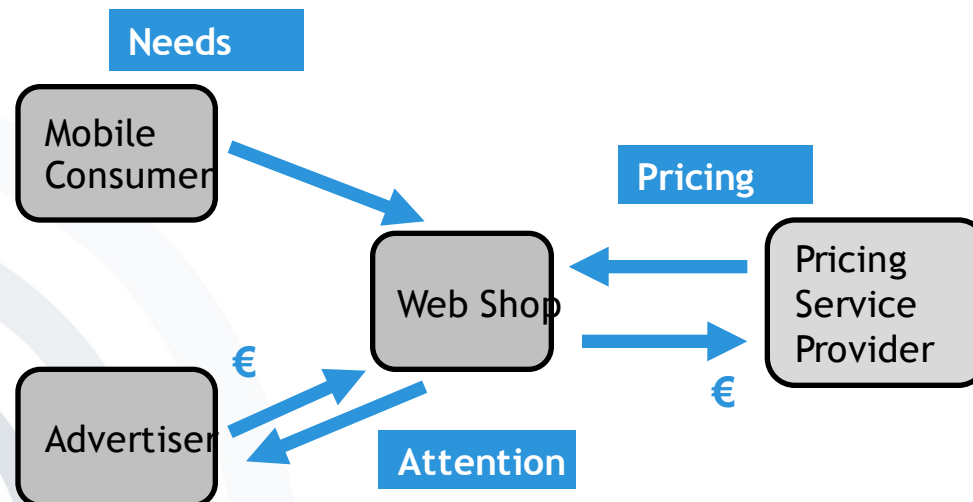 Needs
Mobile
Consumer
Pricing
Pricing
Service
Provider
Web Shop
€
€
Advertiser
Attention